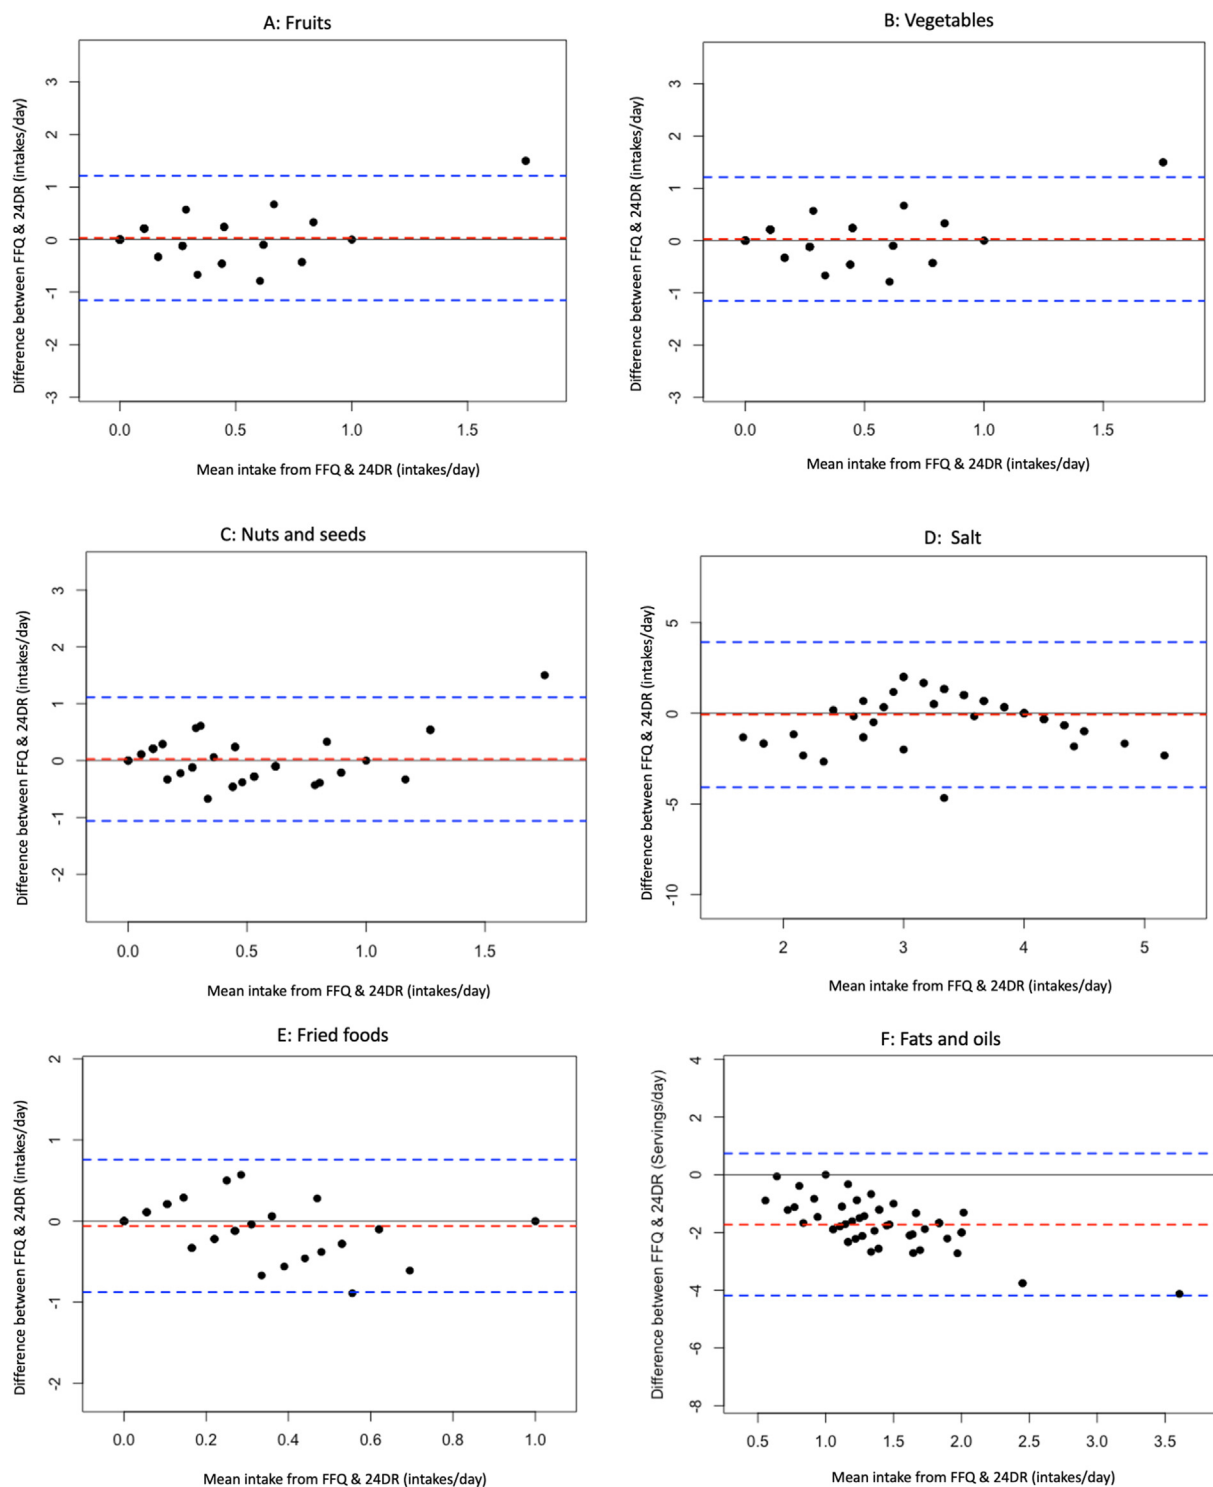 A: Fruits
Difference between FFQ & 24DR (intakes/day)
3
2
1
0
-1
-2
-3
0.0 0.5 1.0 1.5
Mean intake from FFQ & 24DR (intakes/day)
B: Vegetables
Difference between FFQ & 24DR (intakes/day)
3
2
1
0
-1
-2
-3
0.0 0.5 1.0 1.5
Mean intake from FFQ & 24DR (intakes/day)
C: Nuts and seeds
Difference between FFQ & 24DR (intakes/day)
3
2
1
0
-1
-2
0.0 0.5 1.0 1.5
Mean intake from FFQ & 24DR (intakes/day)
D: Salt
Difference between FFQ & 24DR (intakes/day)
5
0
-5
-10
2 3 4 5
Mean intake from FFQ & 24DR (intakes/day)
E: Fried foods
Difference between FFQ & 24DR (intakes/day)
2
1
0
-1
-2
0.0 0.2 0.4 0.6 0.8 1.0
Mean intake from FFQ & 24DR (intakes/day)
F: Fats and oils
Difference between FFQ & 24DR (Servings/day)
4
2
0
-2
-4
-6
-8
0.5 1.0 1.5 2.0 2.5 3.0 3.5
Mean intake from FFQ & 24DR (intakes/day)